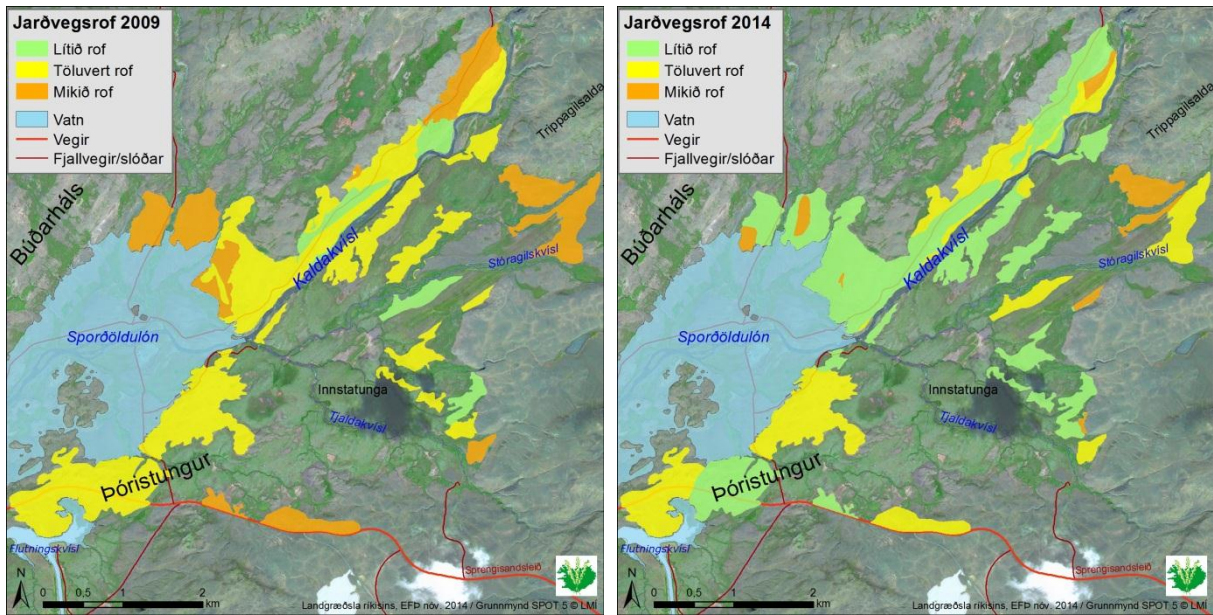 Jarðvegsrof 2009
Lítið rof
Töluvert rof
Mikið rof
Vatn
Vegir
Fjallvegir/slóðar
Búðarháls
Trippagilsalda
Kaldakvísl
Stóragilskvísl
Sporðöldulón
Innstatunga
Tjaldakvísl
Þóristungur
Flutningskvísl
Sprengisandsleið
N
0 0,5 1 2
km
Landgræðsla ríkisins, EFÞ nóv. 2014 / Grunnmynd SPOT 5 © LMÍ
Jarðvegsrof 2014
Lítið rof
Töluvert rof
Mikið rof
Vatn
Vegir
Fjallvegir/slóðar
Búðarháls
Trippagilsalda
Kaldakvísl
Stóragilskvísl
Sporðöldulón
Innstatunga
Tjaldakvísl
Þóristungur
Flutningskvísl
Sprengisandsleið
N
0 0,5 1 2
km
Landgræðsla ríkisins, EFÞ nóv. 2014 / Grunnmynd SPOT 5 © LMÍ